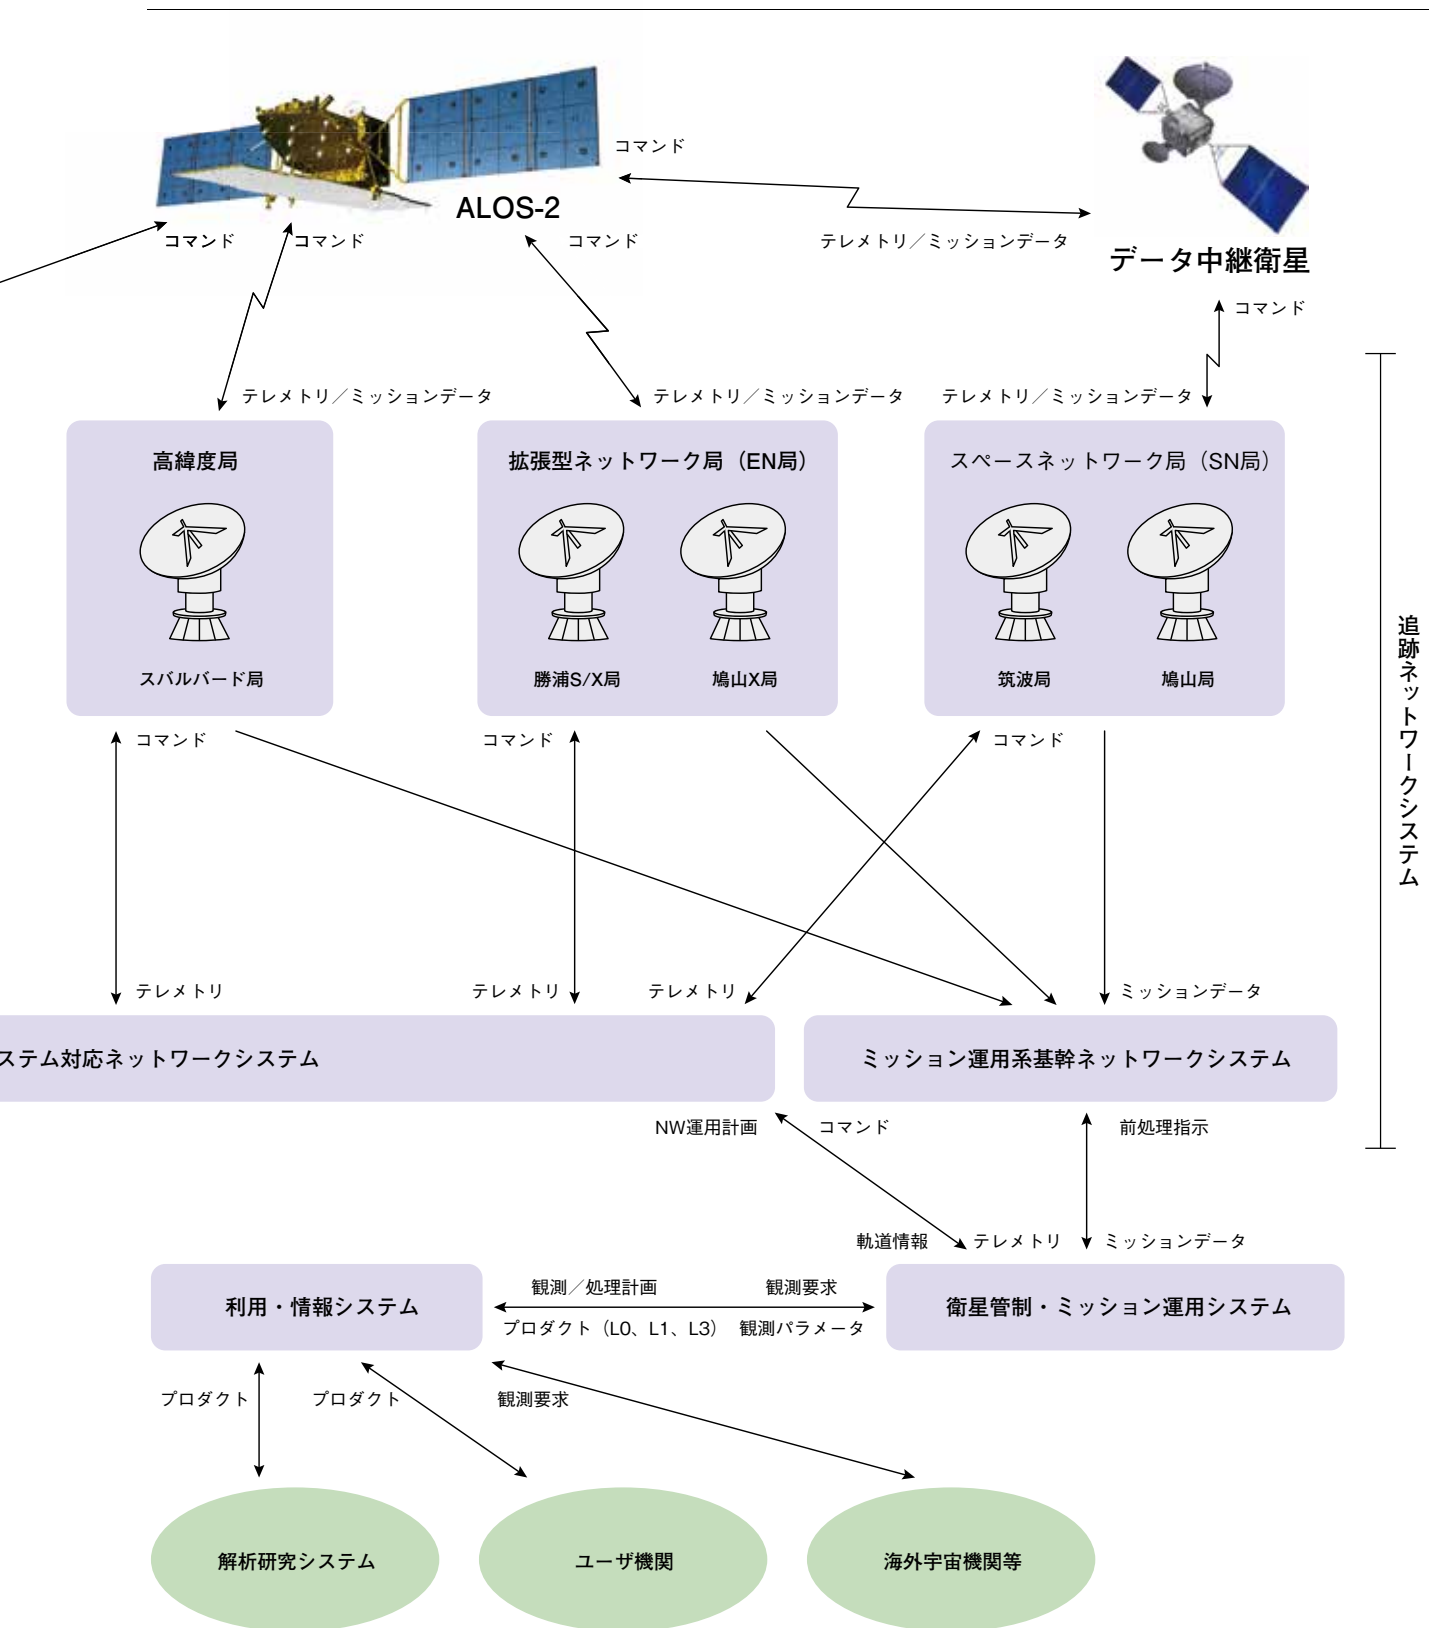 コマンド
ALOS-2
コマンド
コマンド
コマンド
テレメトリ／ミッションデータ
データ中継衛星
コマンド
テレメトリ／ミッションデータ
テレメトリ／ミッションデータ
テレメトリ／ミッションデータ
高緯度局
拡張型ネットワーク局（EN局）
スペースネットワーク局（SN局）
スバルバード局
勝浦S/X局
鳩山X局
筑波局
鳩山局
追跡ネットワークシステム
コマンド
コマンド
コマンド
テレメトリ
テレメトリ
テレメトリ
ミッションデータ
ステム対応ネットワークシステム
ミッション運用系基幹ネットワークシステム
NW運用計画
コマンド
前処理指示
軌道情報
テレメトリ
ミッションデータ
利用・情報システム
観測／処理計画
観測要求
プロダクト（L0、L1、L3）
観測パラメータ
衛星管制・ミッション運用システム
プロダクト
プロダクト
観測要求
解析研究システム
ユーザ機関
海外宇宙機関等